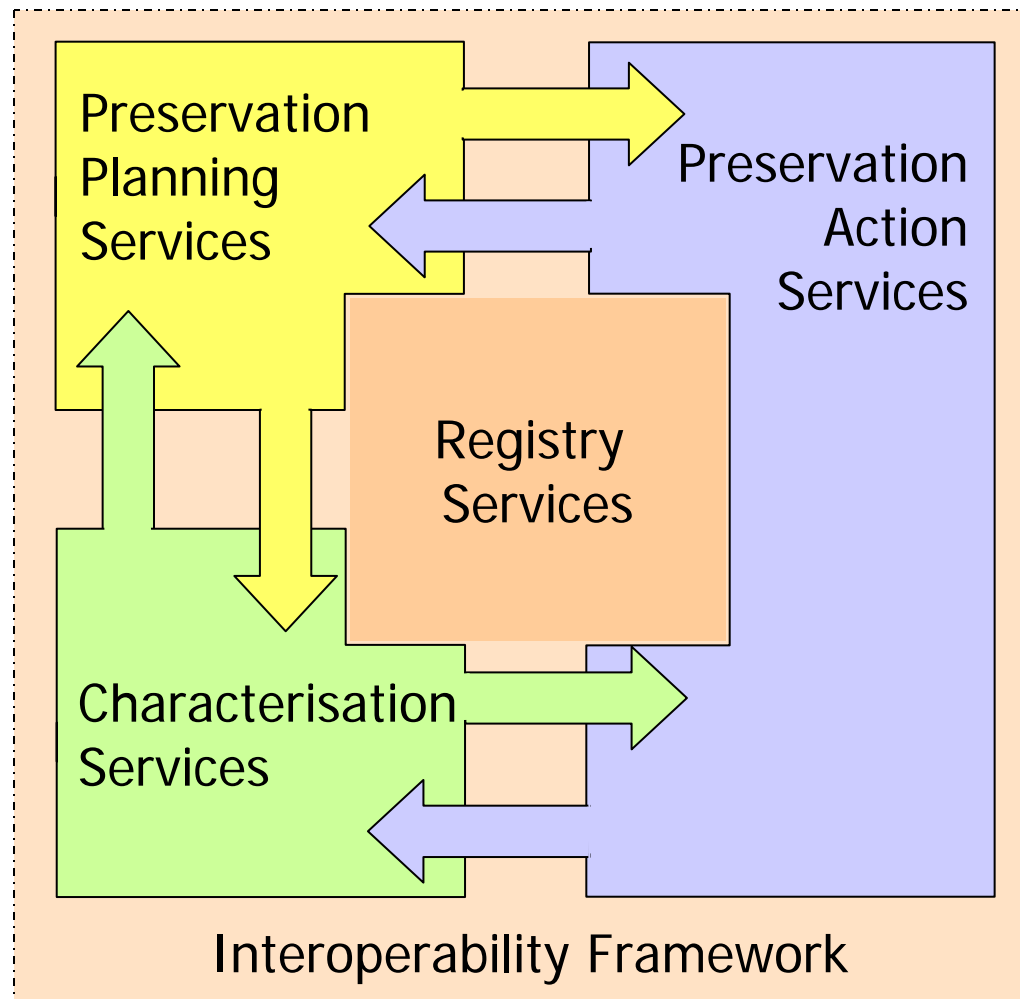 Preservation
Planning
Services
Preservation
Action
Services
Registry
Services
Characterisation
Services
Interoperability Framework